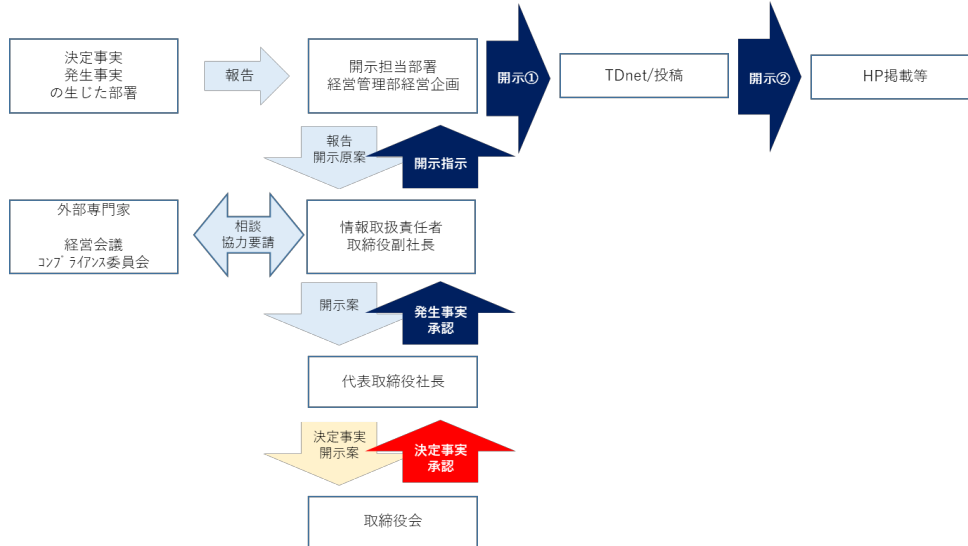 決定事実
発生事実
の生じた部署
報告
開示担当部署
経営管理部経営企画
開示①
TDnet/投稿
開示②
HP掲載等
報告
開示原案
開示指示
外部専門家
経営会議
ｺﾝﾌﾟﾗｲｱﾝｽ委員会
相談
協力要請
情報取扱責任者
取締役副社長
開示案
発生事実
承認
代表取締役社長
決定事実
開示案
決定事実
承認
取締役会